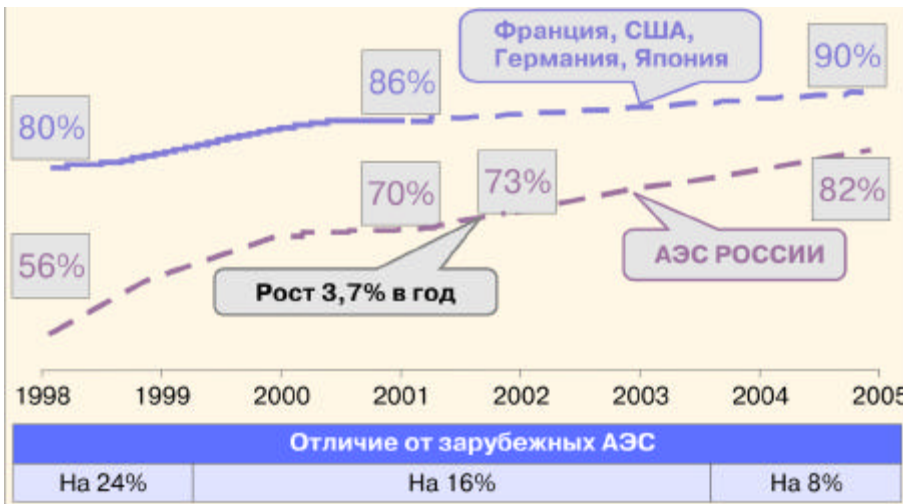 Франция, США,
Германия, Япония
90%
86%
80%
70%
73%
82%
56%
АЭС РОССИИ
Рост 3,7% в год
1998 1999 2000 2001 2002 2003 2004 2005
Отличие от зарубежных АЭС
На 24% На 16% На 8%